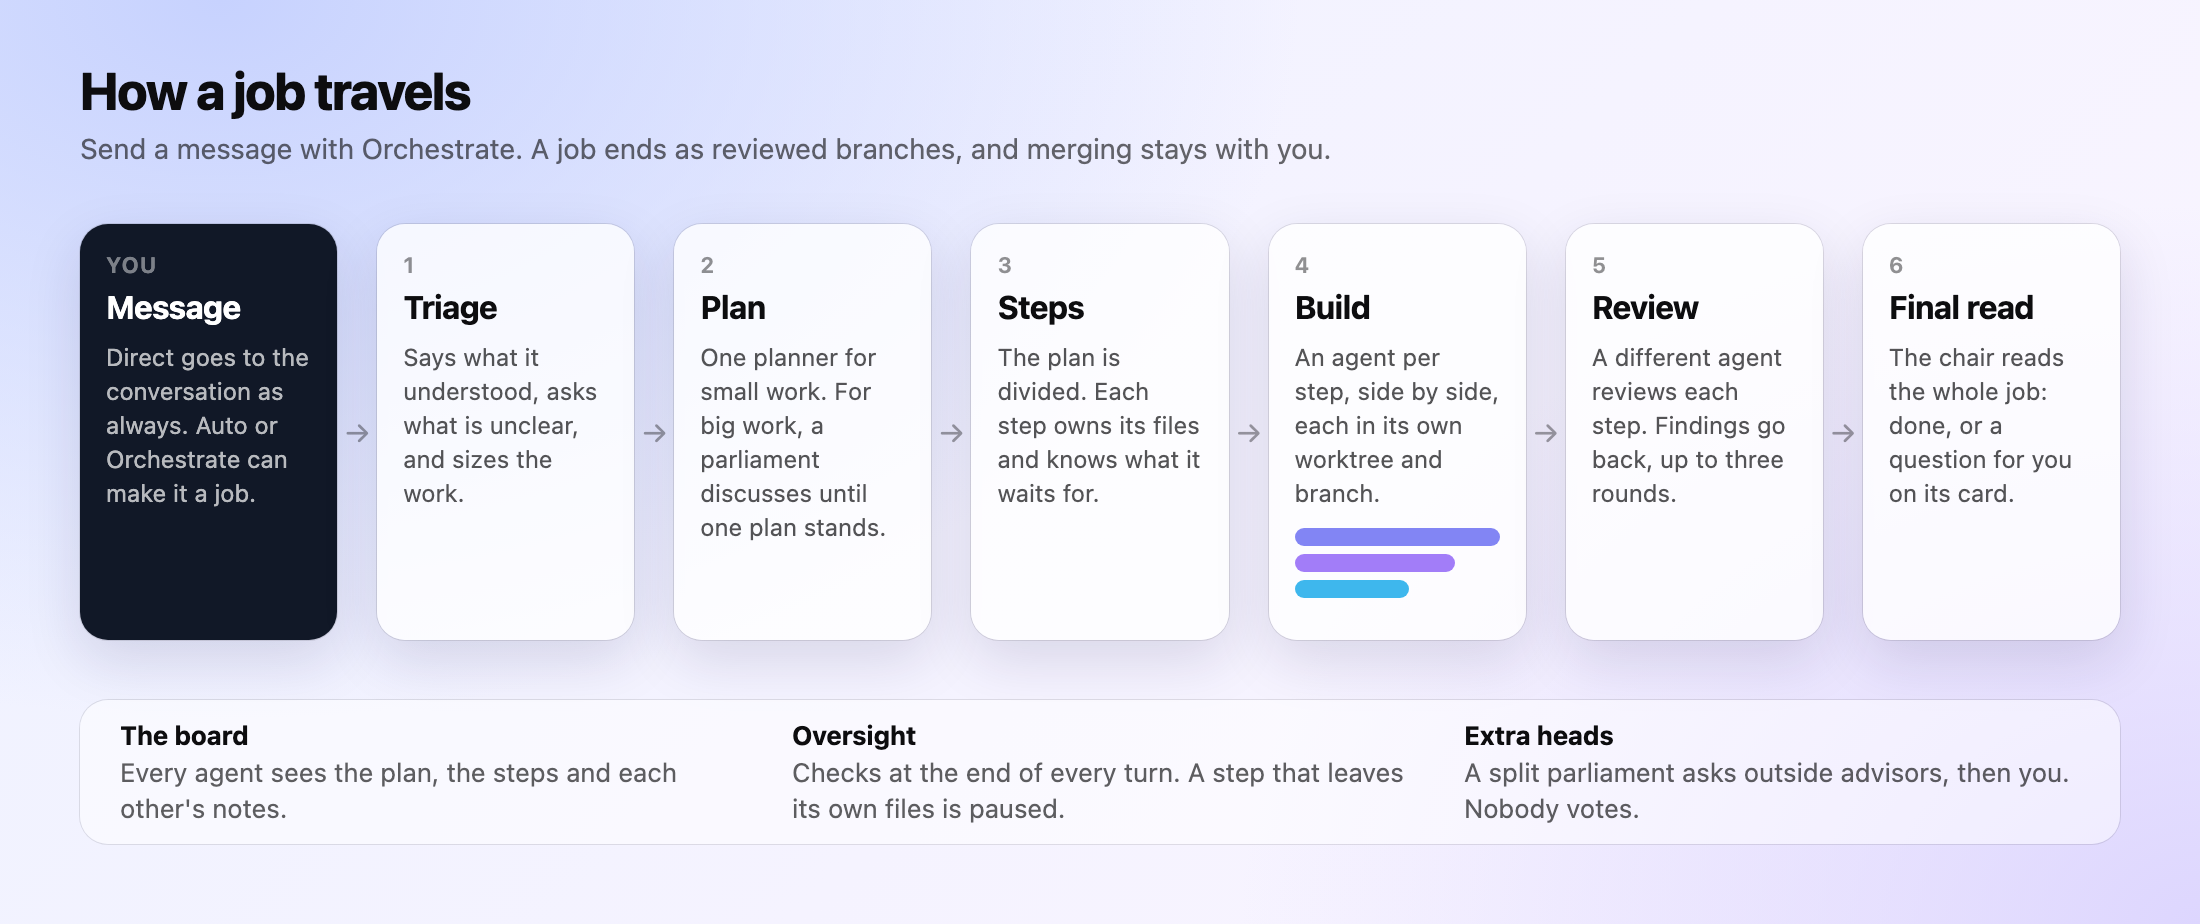 How a job travels
Send a message with Orchestrate. A job ends as reviewed branches, and merging stays with you.
YOU
Message
Direct goes to the
conversation as
always. Auto or
Orchestrate can
make it a job.
1
Triage
Says what it
understood, asks
what is unclear,
and sizes the
work.
2
Plan
One planner for
small work. For
big work, a
parliament
discusses until
one plan stands.
3
Steps
The plan is
divided. Each
step owns its files
and knows what it
waits for.
4
Build
An agent per
step, side by side,
each in its own
worktree and
branch.
5
Review
A different agent
reviews each
step. Findings go
back, up to three
rounds.
6
Final read
The chair reads
the whole job:
done, or a
question for you
on its card.
The board
Every agent sees the plan, the steps and each
other's notes.
Oversight
Checks at the end of every turn. A step that leaves
its own files is paused.
Extra heads
A split parliament asks outside advisors, then you.
Nobody votes.